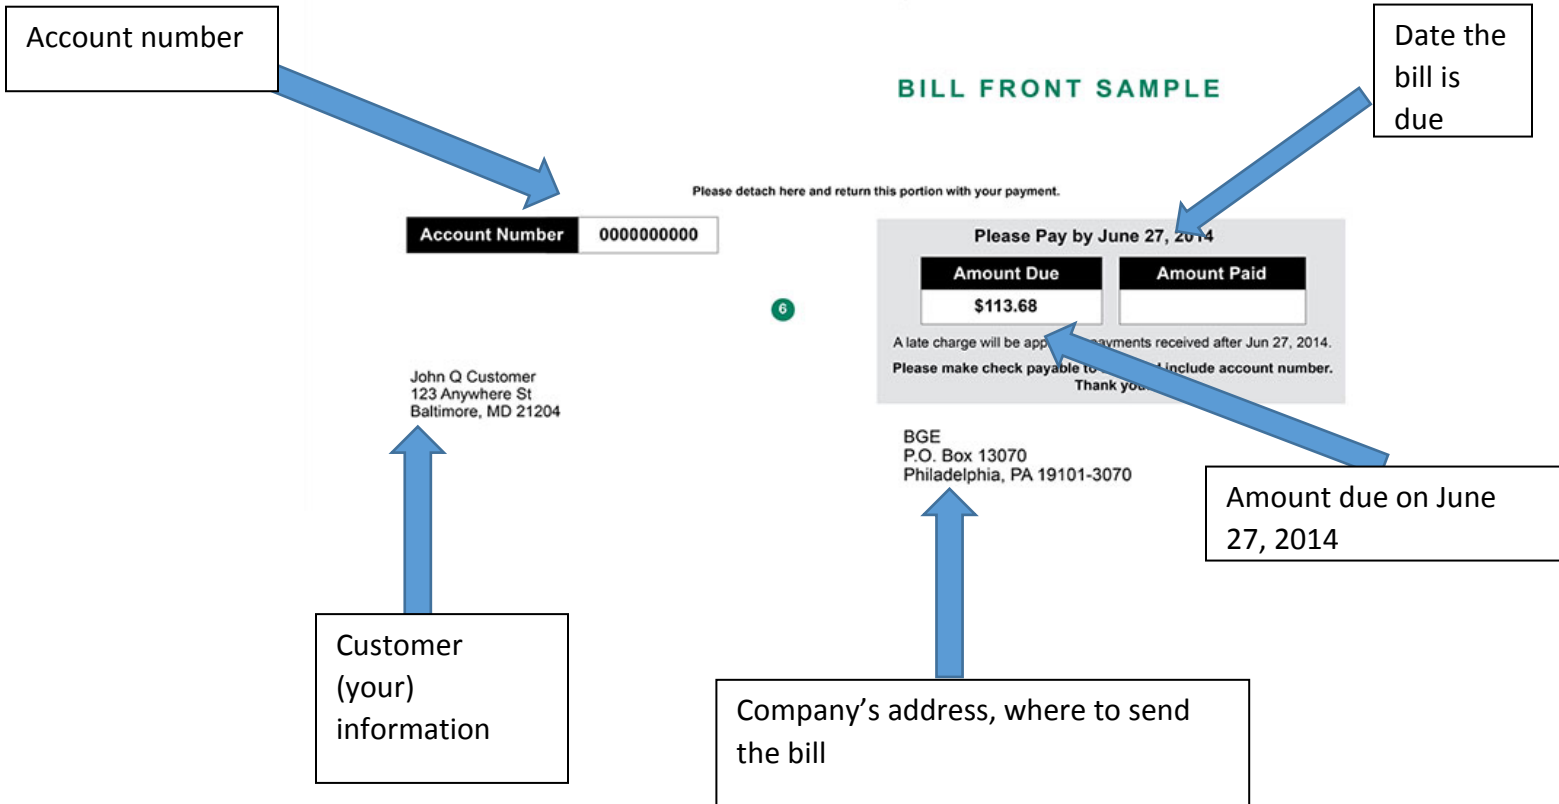 Account number
Date the
bill is
due
BILL FRONT SAMPLE
Please detach here and return this portion with your payment.
Account Number 0000000000
Please Pay by June 27, 2014
Amount Due Amount Paid
$113.68
6
A late charge will be payments received after Jun 27, 2014.
Please make check payable to include account number.
Thank you
John Q Customer
123 Anywhere St
Baltimore, MD 21204
BGE
P.O. Box 13070
Philadelphia, PA 19101-3070
Amount due on June
27, 2014
Customer
(your)
information
Company's address, where to send
the bill